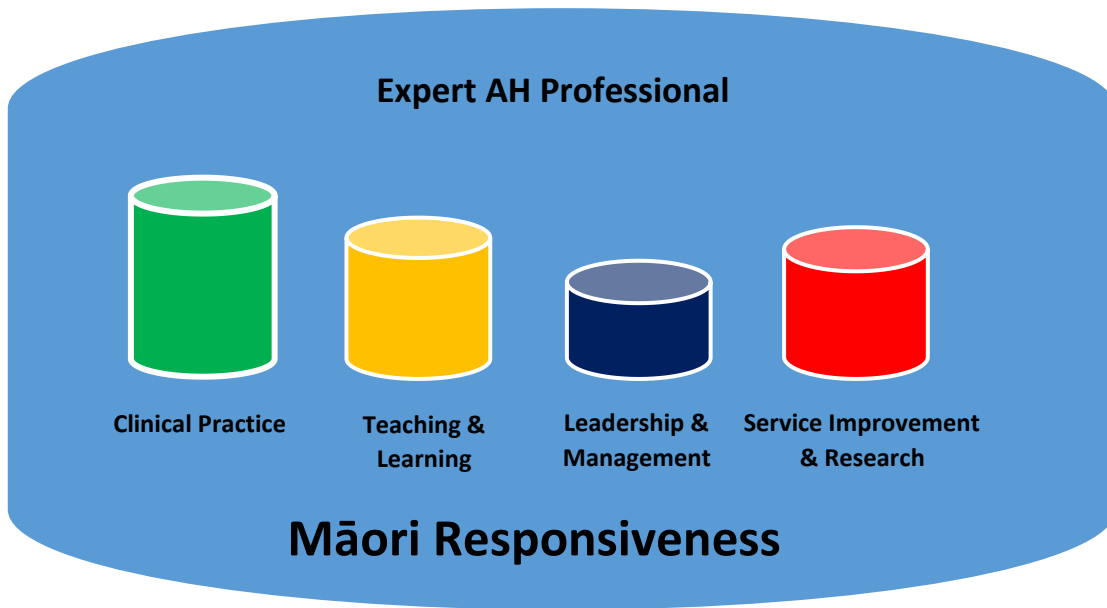 Expert AH Professional
Clinical Practice
Teaching &
Learning
Leadership &
Management
Service Improvement
& Research
Māori Responsiveness